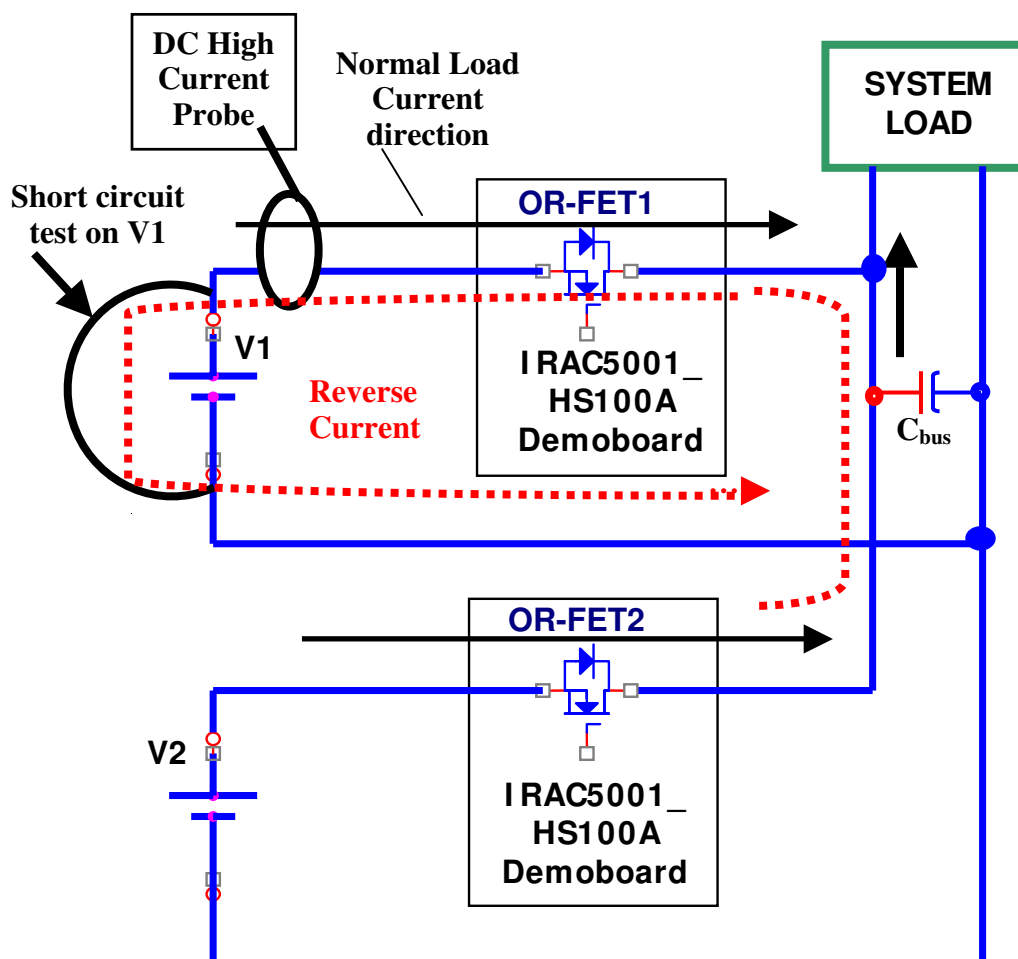 DC High
Current
Probe
Normal Load
Current
direction
SYSTEM
LOAD
Short circuit
test on V1
OR-FET1
V1
Reverse
Current
IRAC5001_
HS100A
Demoboard
Cbus
OR-FET2
V2
IRAC5001_
HS100A
Demoboard